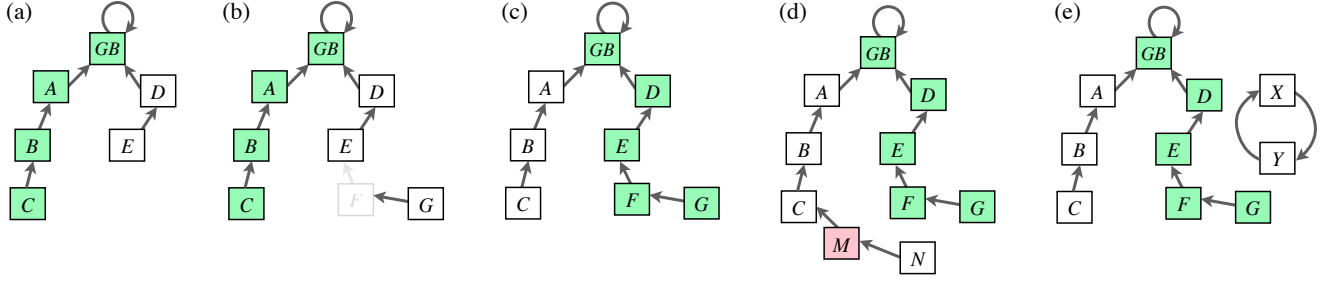 (a) (b) (c) (d) (e)
GB GB GB GB GB
A D A D A D A D A D X
B E B E B E B E B E Y
C C F G C F G C F G C F G
M N